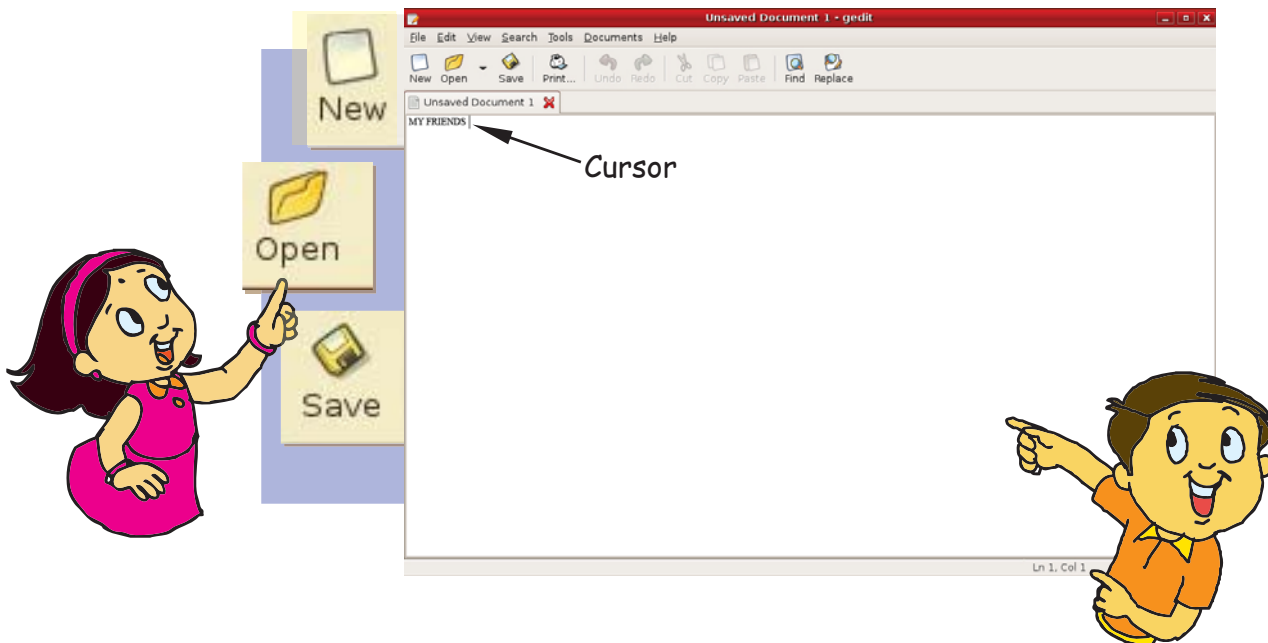 Unsaved Document 1 - gedit
File Edit View Search Tools Documents Help
New Open Save Print... Undo Redo Cut Copy Paste Find Replace
Unsaved Document 1
MY FRIENDS
Cursor
New
Open
Save
Ln 1, Col 1